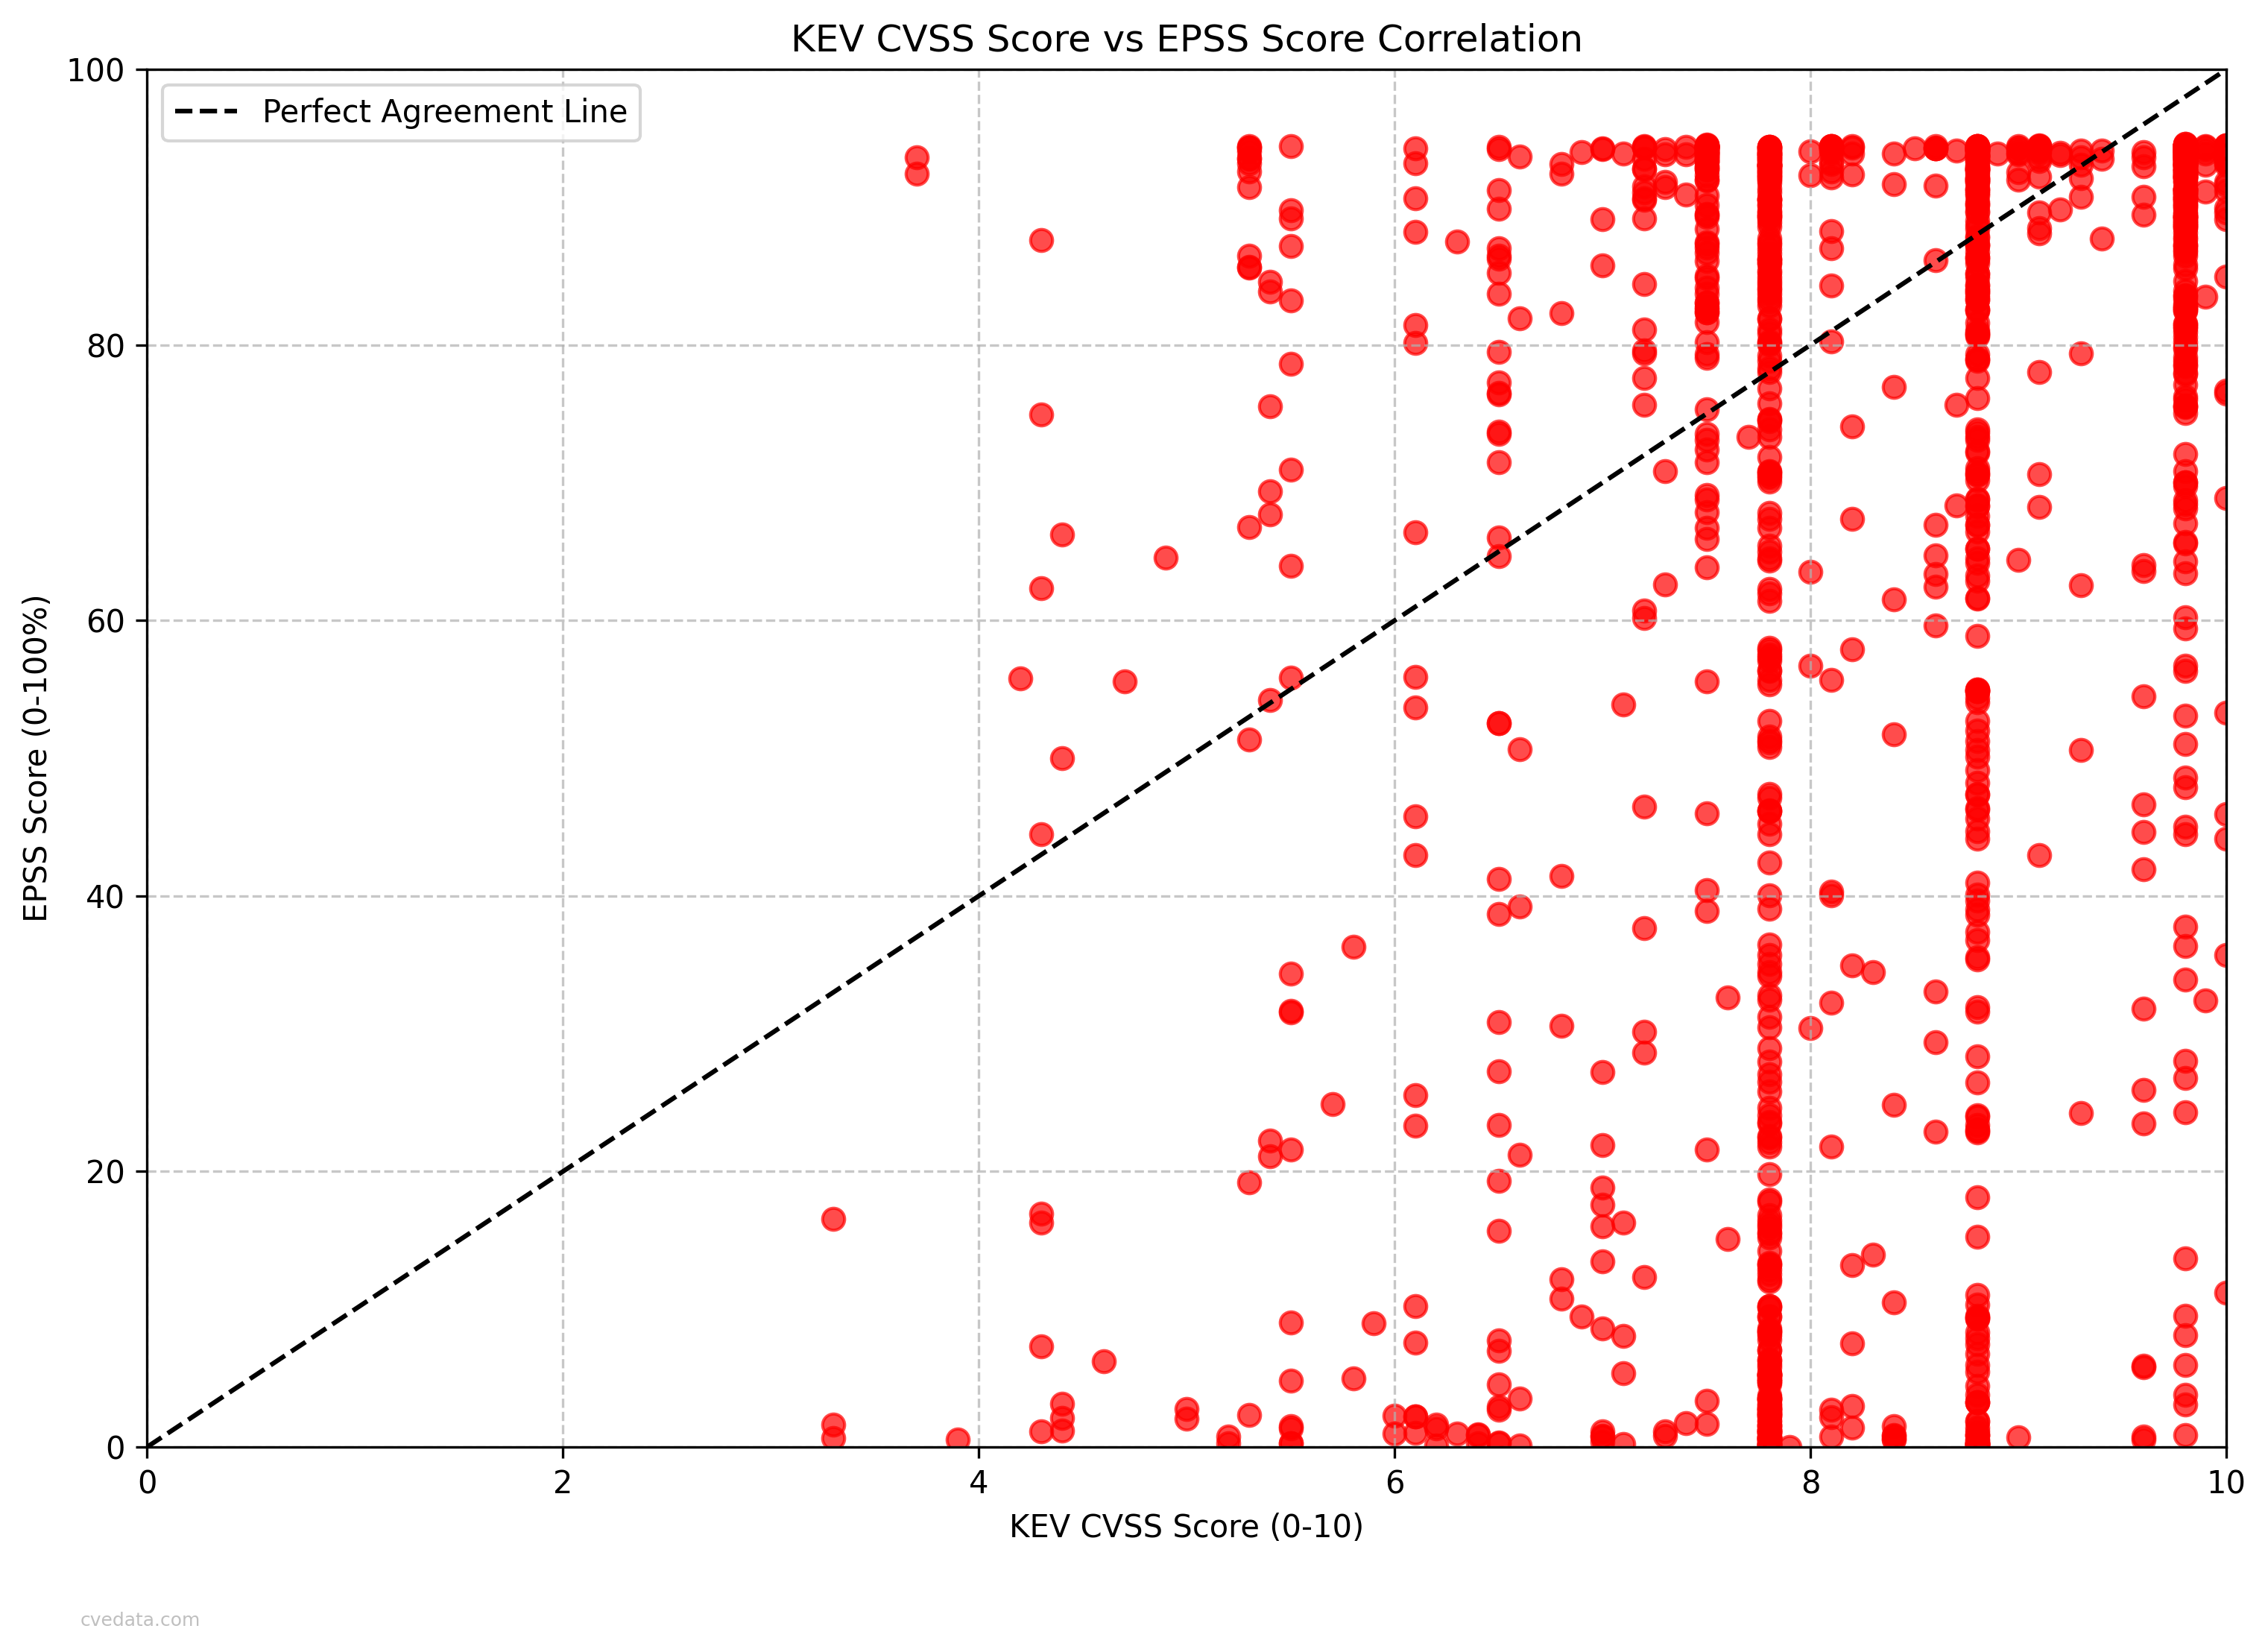 KEV CVSS Score vs EPSS Score Correlation
Perfect Agreement Line
100
80
60
40
20
0
EPSS Score (0-100%)
0 2 4 6 8 10
KEV CVSS Score (0-10)
cvedata.com